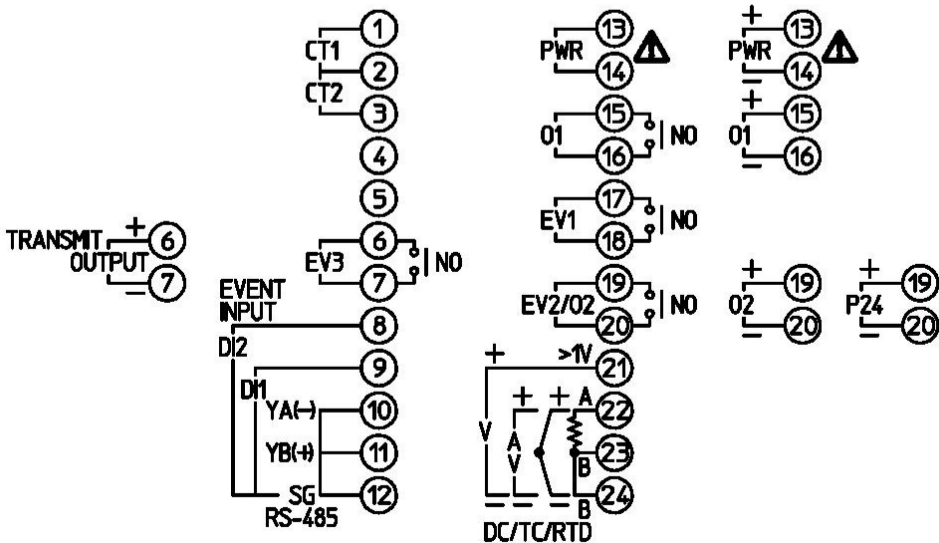 CT1
CT2
1
2
3
4
5
TRANSMIT
OUTPUT
+ 6
− 7
EV3
6
7
NO
EVENT
INPUT
DI2
8
DI1
9
YA(−) 10
YB(+) 11
SG 12
RS-485
PWR
13
14
O1
15
16
NO
EV1
17
18
NO
EV2/O2
19
20
NO
+ >1V 21
V
+ + A 22
A
V
B 23
− − − B 24
DC/TC/RTD
PWR
+ 13
− 14
O1
+ 15
− 16
O2
+ 19
− 20
P24
+ 19
− 20